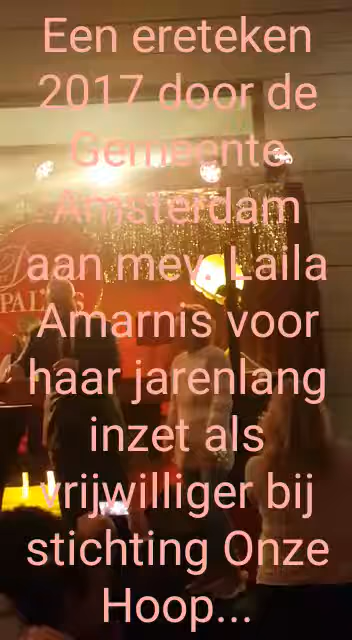 Een ereteken
2017 door de
Gemeente
Amsterdam
aan mev. Laila
Amarnis voor
haar jarenlang
inzet als
vrijwilliger bij
stichting Onze
Hoop...